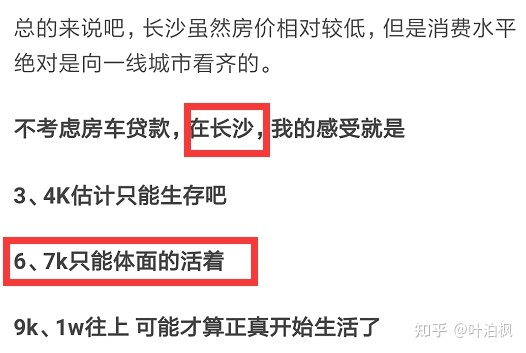 总的来说吧，长沙虽然房价相对较低，但是消费水平
绝对是向一线城市看齐的。
不考虑房车贷款，在长沙，我的感受就是
3、4K估计只能生存吧
6、7k只能体面的活着
9k、1w往上 可能才算正真开始生活了
知乎 @叶泊枫